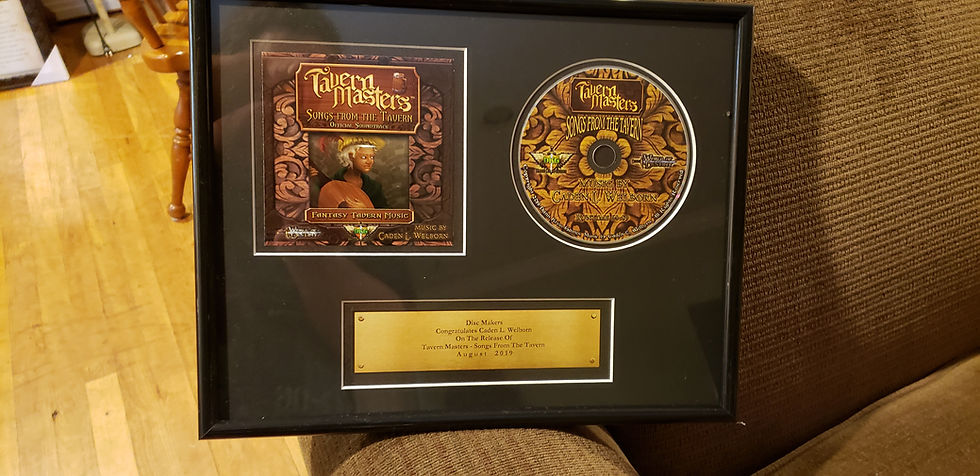 Tavern
Masters
Songs from the Tavern
Official Soundtrack
Fantasy Tavern Music
Music by
Caden L. Welborn
Tavern
Masters
Songs from the Tavern
Music by
Caden L. Welborn
Disc Makers
Congratulates Caden L. Welborn
On The Release Of
Tavern Masters - Songs From The Tavern
August 2019